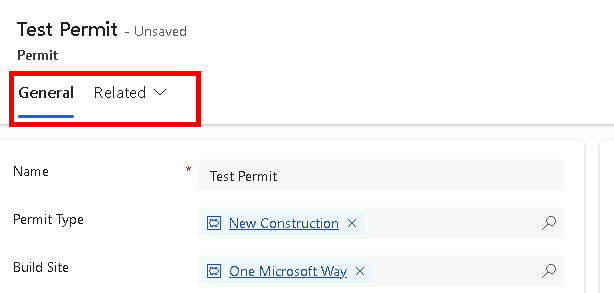 Test Permit - Unsaved
Permit
General Related
Name * Test Permit
Permit Type New Construction
Build Site One Microsoft Way